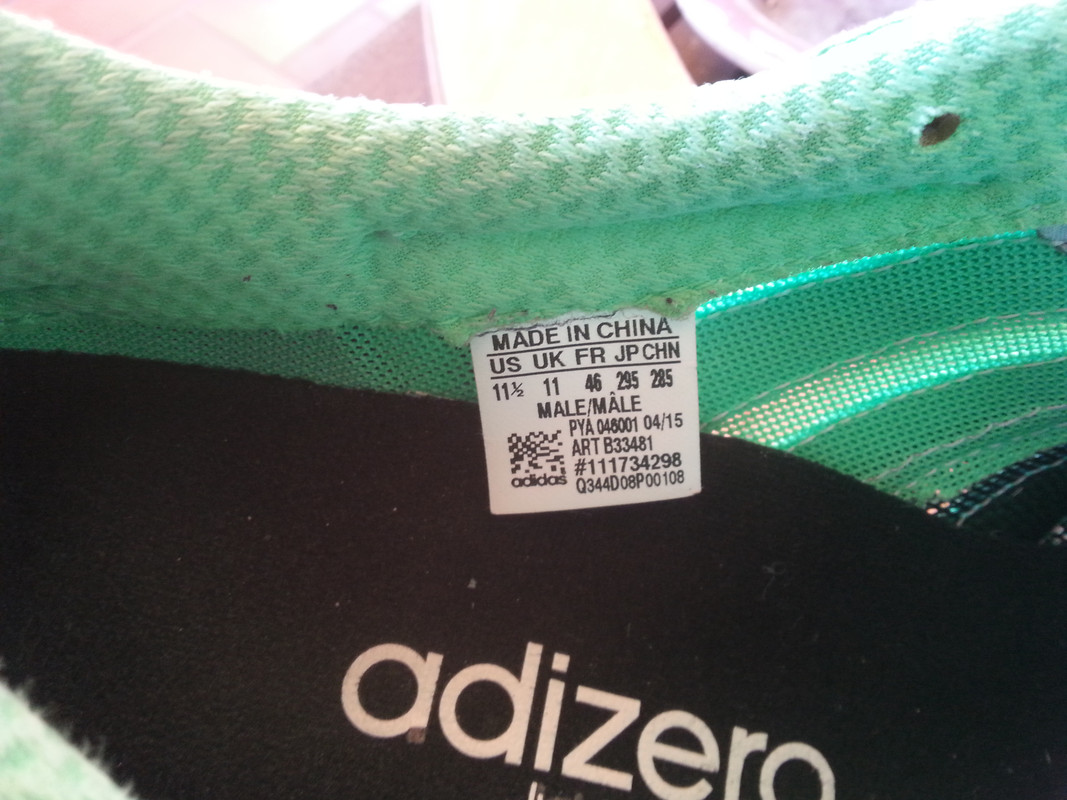 MADE IN CHINA
US UK FR JP CHN
11½ 11 46 295 285
MALE/MÂLE
PYA 046001 04/15
ART B33481
#111734298
adidas Q344D08P00108
adizero